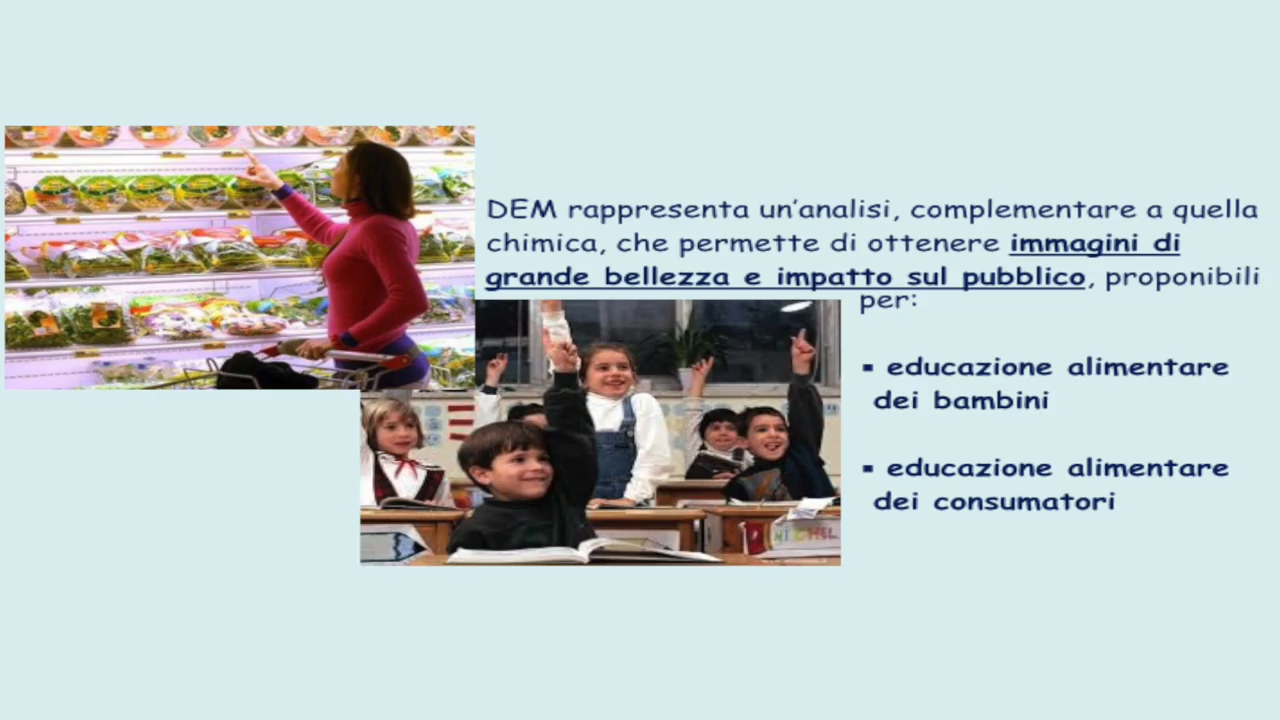 DEM rappresenta un’analisi, complementare a quella
chimica, che permette di ottenere immagini di
grande bellezza e impatto sul pubblico, proponibili
per:
▪ educazione alimentare
dei bambini
▪ educazione alimentare
dei consumatori